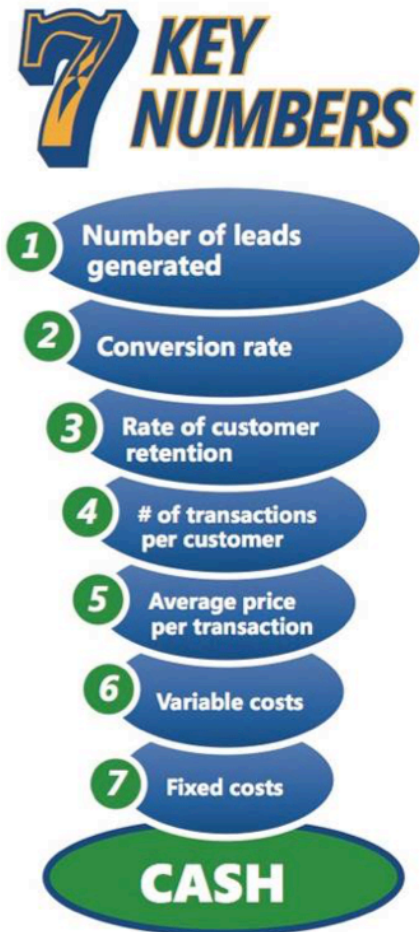 7 KEY
NUMBERS
1 Number of leads
generated
2 Conversion rate
3 Rate of customer
retention
4 # of transactions
per customer
5 Average price
per transaction
6 Variable costs
7 Fixed costs
CASH